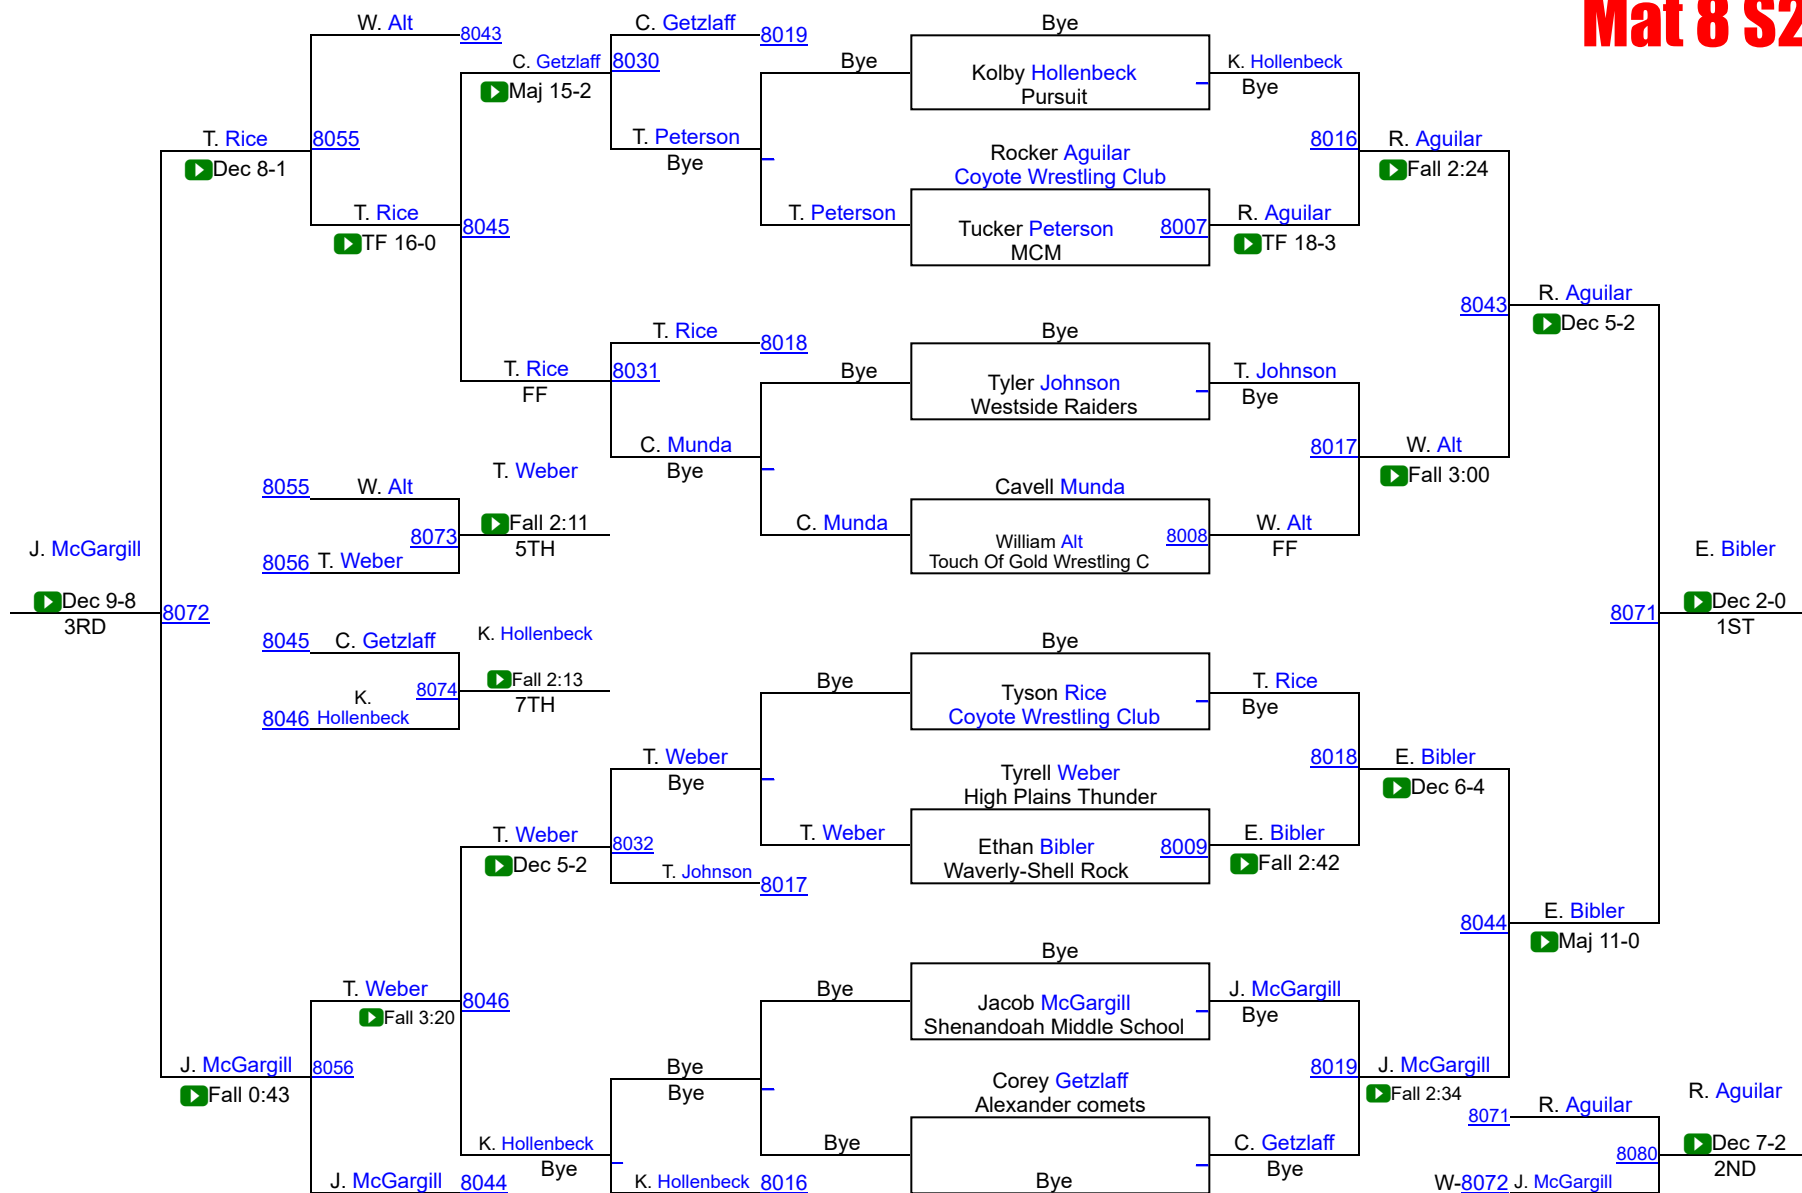 Mat 8 S2
W. Alt
8043
C. Getzlaff
8019
Bye
C. Getzlaff
8030
Maj 15-2
Bye
Kolby Hollenbeck
Pursuit
K. Hollenbeck
Bye
T. Rice
8055
Dec 8-1
T. Peterson
Bye
Rocker Aguilar
Coyote Wrestling Club
8016
R. Aguilar
Fall 2:24
T. Rice
8045
TF 16-0
T. Peterson
Tucker Peterson
MCM
8007
R. Aguilar
TF 18-3
8043
R. Aguilar
Dec 5-2
T. Rice
8018
Bye
T. Rice
8031
FF
Bye
Tyler Johnson
Westside Raiders
T. Johnson
Bye
C. Munda
Bye
8017
W. Alt
Fall 3:00
8055
W. Alt
T. Weber
Cavell Munda
8073
Fall 2:11
5TH
8056
T. Weber
C. Munda
William Alt
Touch Of Gold Wrestling C
8008
W. Alt
FF
J. McGargill
Dec 9-8
3RD
8072
E. Bibler
8071
Dec 2-0
1ST
8045
C. Getzlaff
K. Hollenbeck
Bye
8074
Fall 2:13
7TH
K.
8046
Hollenbeck
Bye
Tyson Rice
Coyote Wrestling Club
T. Rice
Bye
T. Weber
Bye
Tyrell Weber
High Plains Thunder
8018
E. Bibler
Dec 6-4
T. Weber
8032
Dec 5-2
T. Weber
Ethan Bibler
Waverly-Shell Rock
8009
E. Bibler
Fall 2:42
T. Johnson
8017
8044
E. Bibler
Maj 11-0
Bye
T. Weber
8046
Fall 3:20
Bye
Jacob McGargill
Shenandoah Middle School
J. McGargill
Bye
J. McGargill
8056
Fall 0:43
Bye
Bye
Corey Getzlaff
Alexander comets
8019
J. McGargill
Fall 2:34
R. Aguilar
8071
R. Aguilar
K. Hollenbeck
Bye
Bye
C. Getzlaff
Bye
8080
Dec 7-2
2ND
J. McGargill
8044
K. Hollenbeck
8016
Bye
W-8072
J. McGargill